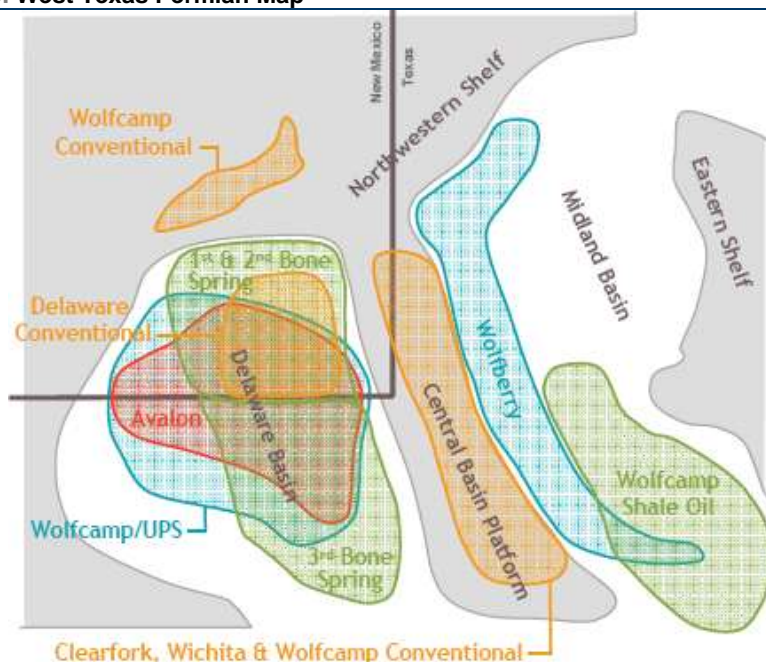 West Texas Permian Map
New Mexico
Texas
Northwestern Shelf
Wolfcamp
Conventional
Eastern Shelf
Midland Basin
1st & 2nd Bone
Spring
Delaware
Conventional
Delaware Basin
Wolfberry
Avalon
Central Basin Platform
Wolfcamp
Shale Oil
Wolfcamp/UPS
3rd Bone
Spring
Clearfork, Wichita & Wolfcamp Conventional